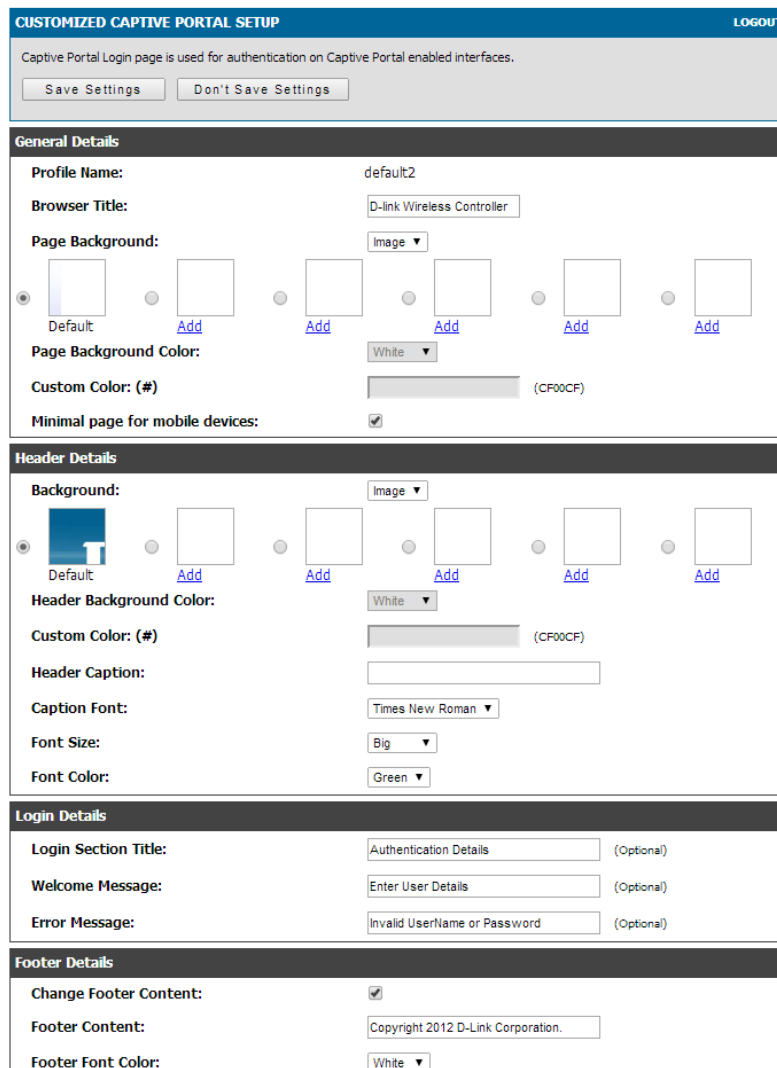 CUSTOMIZED CAPTIVE PORTAL SETUP LOGOUT
Captive Portal Login page is used for authentication on Captive Portal enabled interfaces.
Save Settings Don't Save Settings
General Details
Profile Name: default2
Browser Title: D-link Wireless Controller
Page Background: Image
Default Add Add Add Add Add
Page Background Color: White
Custom Color: (#) (CF00CF)
Minimal page for mobile devices:
Header Details
Background: Image
Default Add Add Add Add Add
Header Background Color: White
Custom Color: (#) (CF00CF)
Header Caption:
Caption Font: Times New Roman
Font Size: Big
Font Color: Green
Login Details
Login Section Title: Authentication Details (Optional)
Welcome Message: Enter User Details (Optional)
Error Message: Invalid UserName or Password (Optional)
Footer Details
Change Footer Content:
Footer Content: Copyright 2012 D-Link Corporation.
Footer Font Color: White